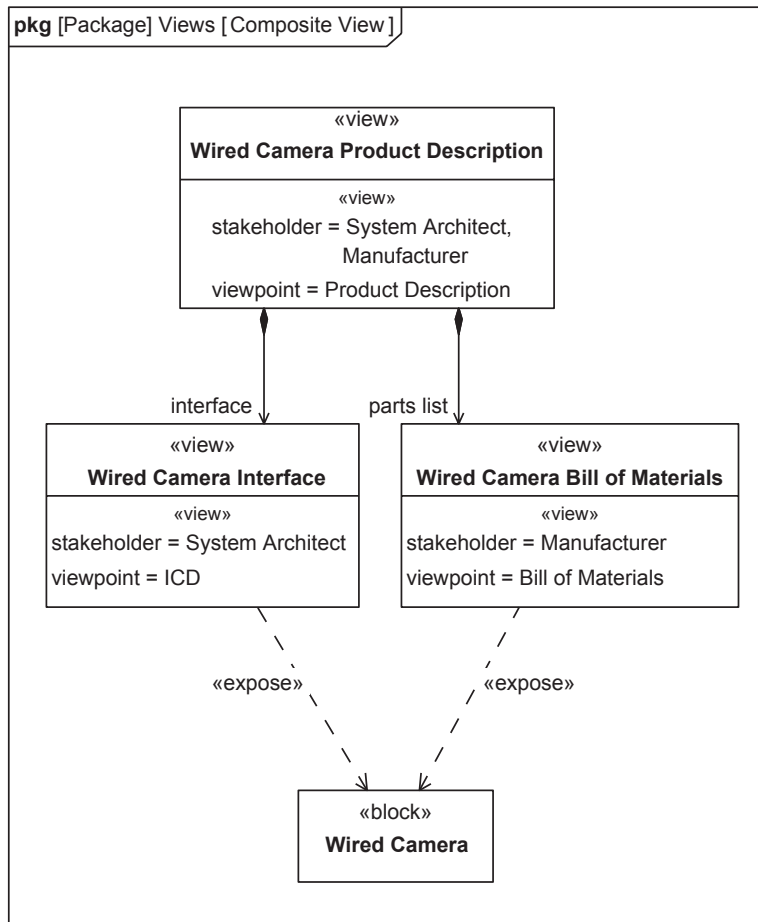 pkg [Package] Views [Composite View]
«view»
Wired Camera Product Description
«view»
stakeholder = System Architect,
Manufacturer
viewpoint = Product Description
interface
parts list
«view»
Wired Camera Interface
«view»
stakeholder = System Architect
viewpoint = ICD
«view»
Wired Camera Bill of Materials
«view»
stakeholder = Manufacturer
viewpoint = Bill of Materials
«expose»
«expose»
«block»
Wired Camera